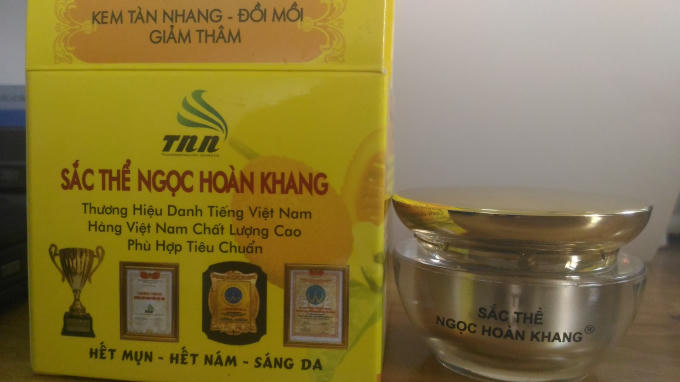 KEM TÀN NHANG - ĐỒI MỒI
GIẢM THÂM
TNN
SẮC THỂ NGỌC HOÀN KHANG
Thương Hiệu Danh Tiếng Việt Nam
Hàng Việt Nam Chất Lượng Cao
Phù Hợp Tiêu Chuẩn
HẾT MỤN - HẾT NÁM - SÁNG DA
SẮC THỂ
NGỌC HOÀN KHANG®